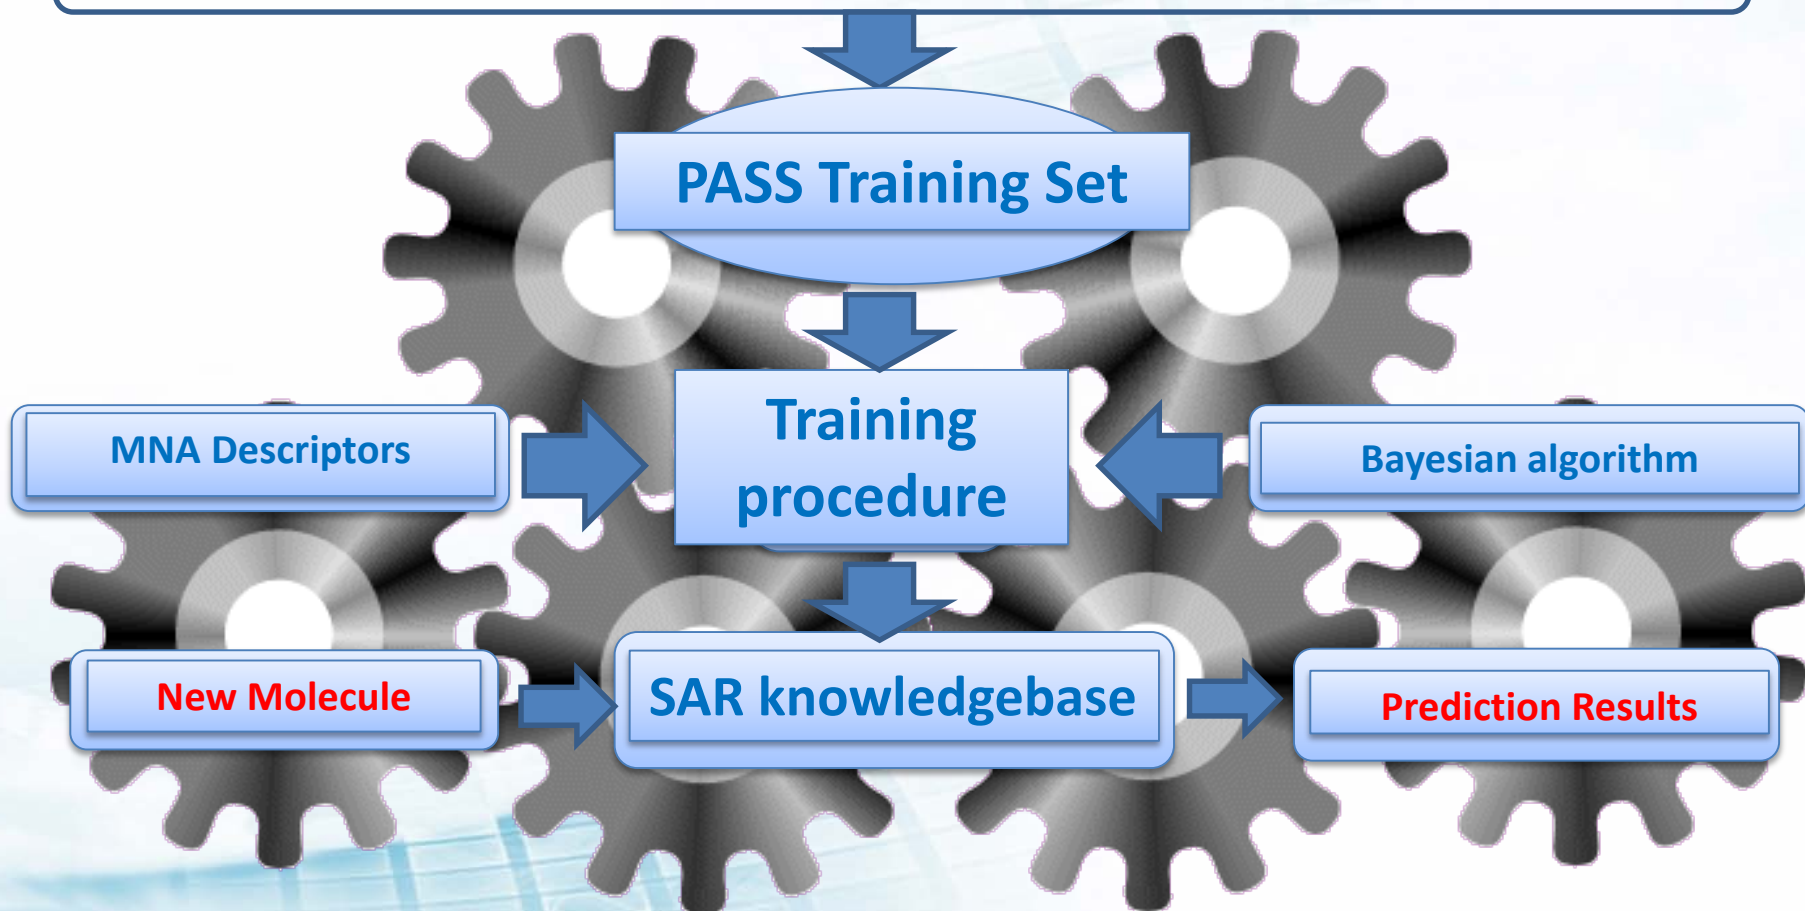 PASS Training Set
Training
procedure
MNA Descriptors
Bayesian algorithm
New Molecule
SAR knowledgebase
Prediction Results